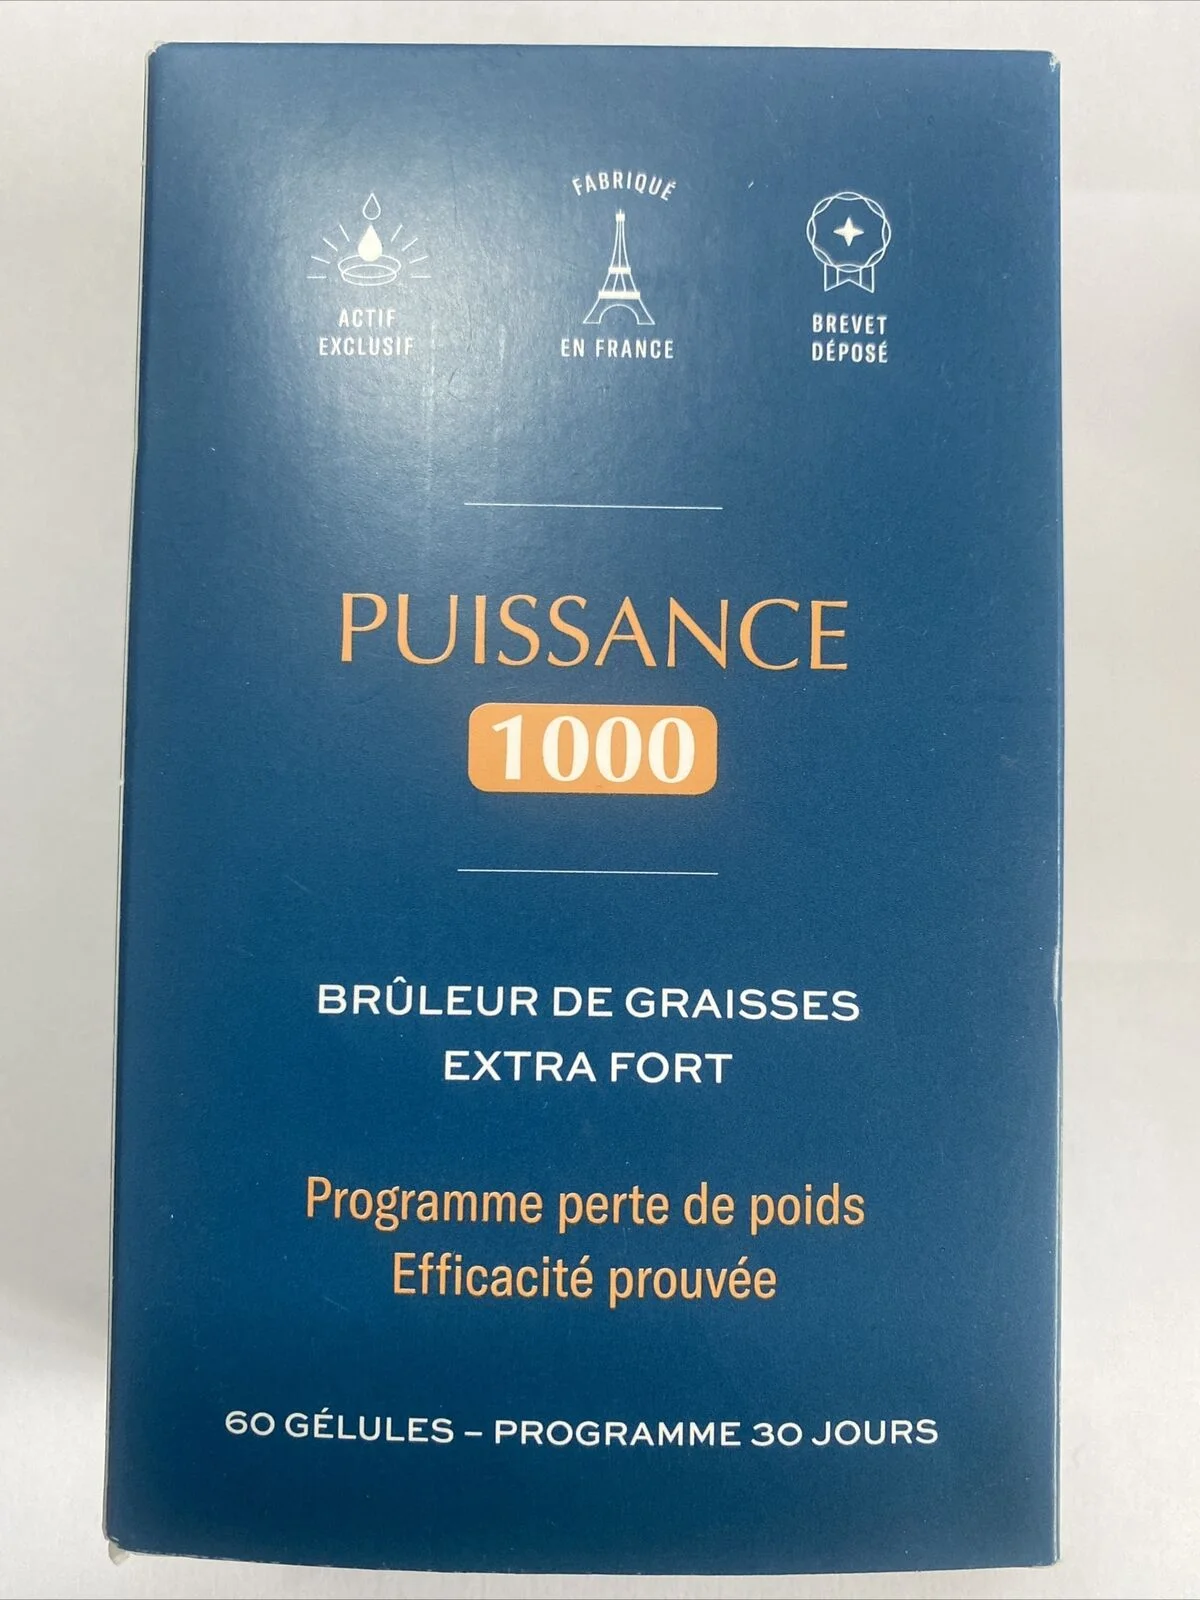 ACTIF
EXCLUSIF
FABRIQUÉ
EN FRANCE
BREVET
DÉPOSÉ
PUISSANCE
1000
BRÛLEUR DE GRAISSES
EXTRA FORT
Programme perte de poids
Efficacité prouvée
60 GÉLULES – PROGRAMME 30 JOURS